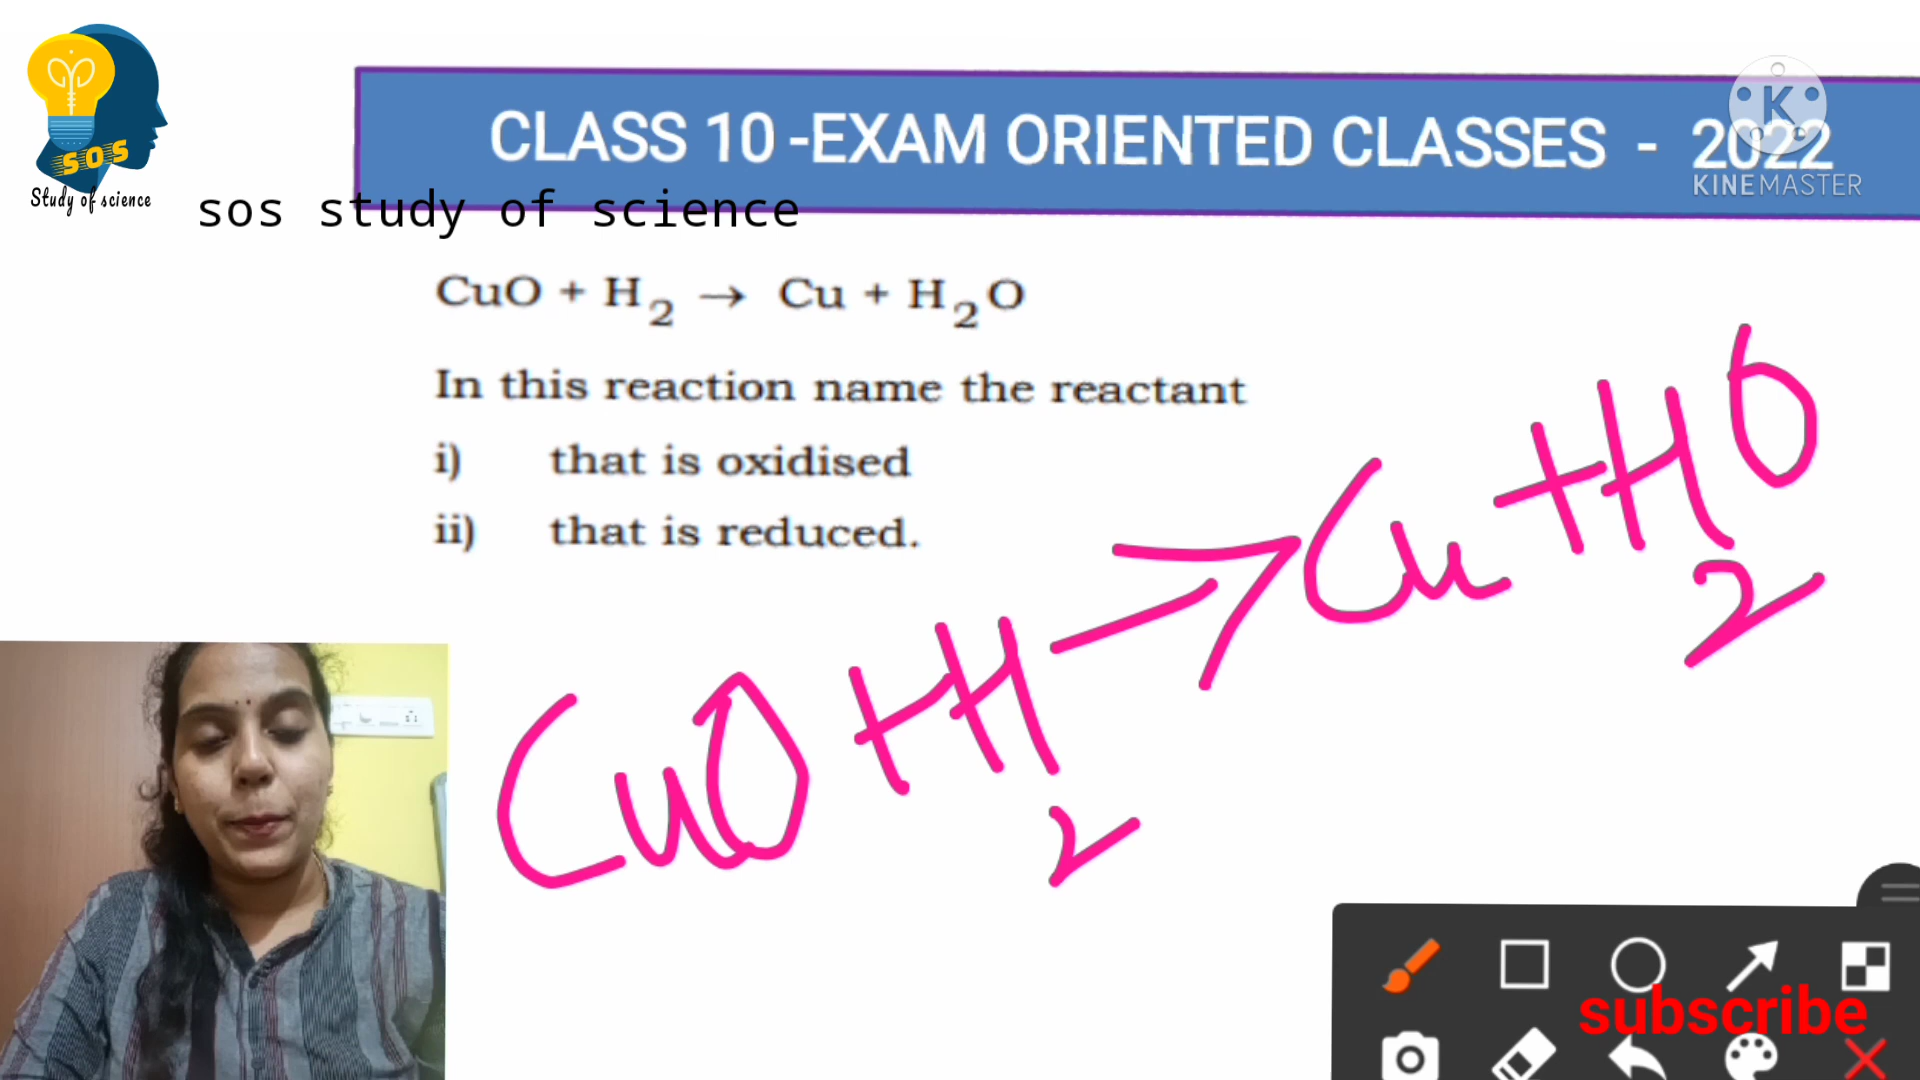 CLASS 10 -EXAM ORIENTED CLASSES - 2022
KINEMASTER
SOS
Study of science
sos study of science
CuO + H₂ → Cu + H₂O
In this reaction name the reactant
i) that is oxidised
ii) that is reduced.
CuO + H₂ → Cu + H₂O
subscribe